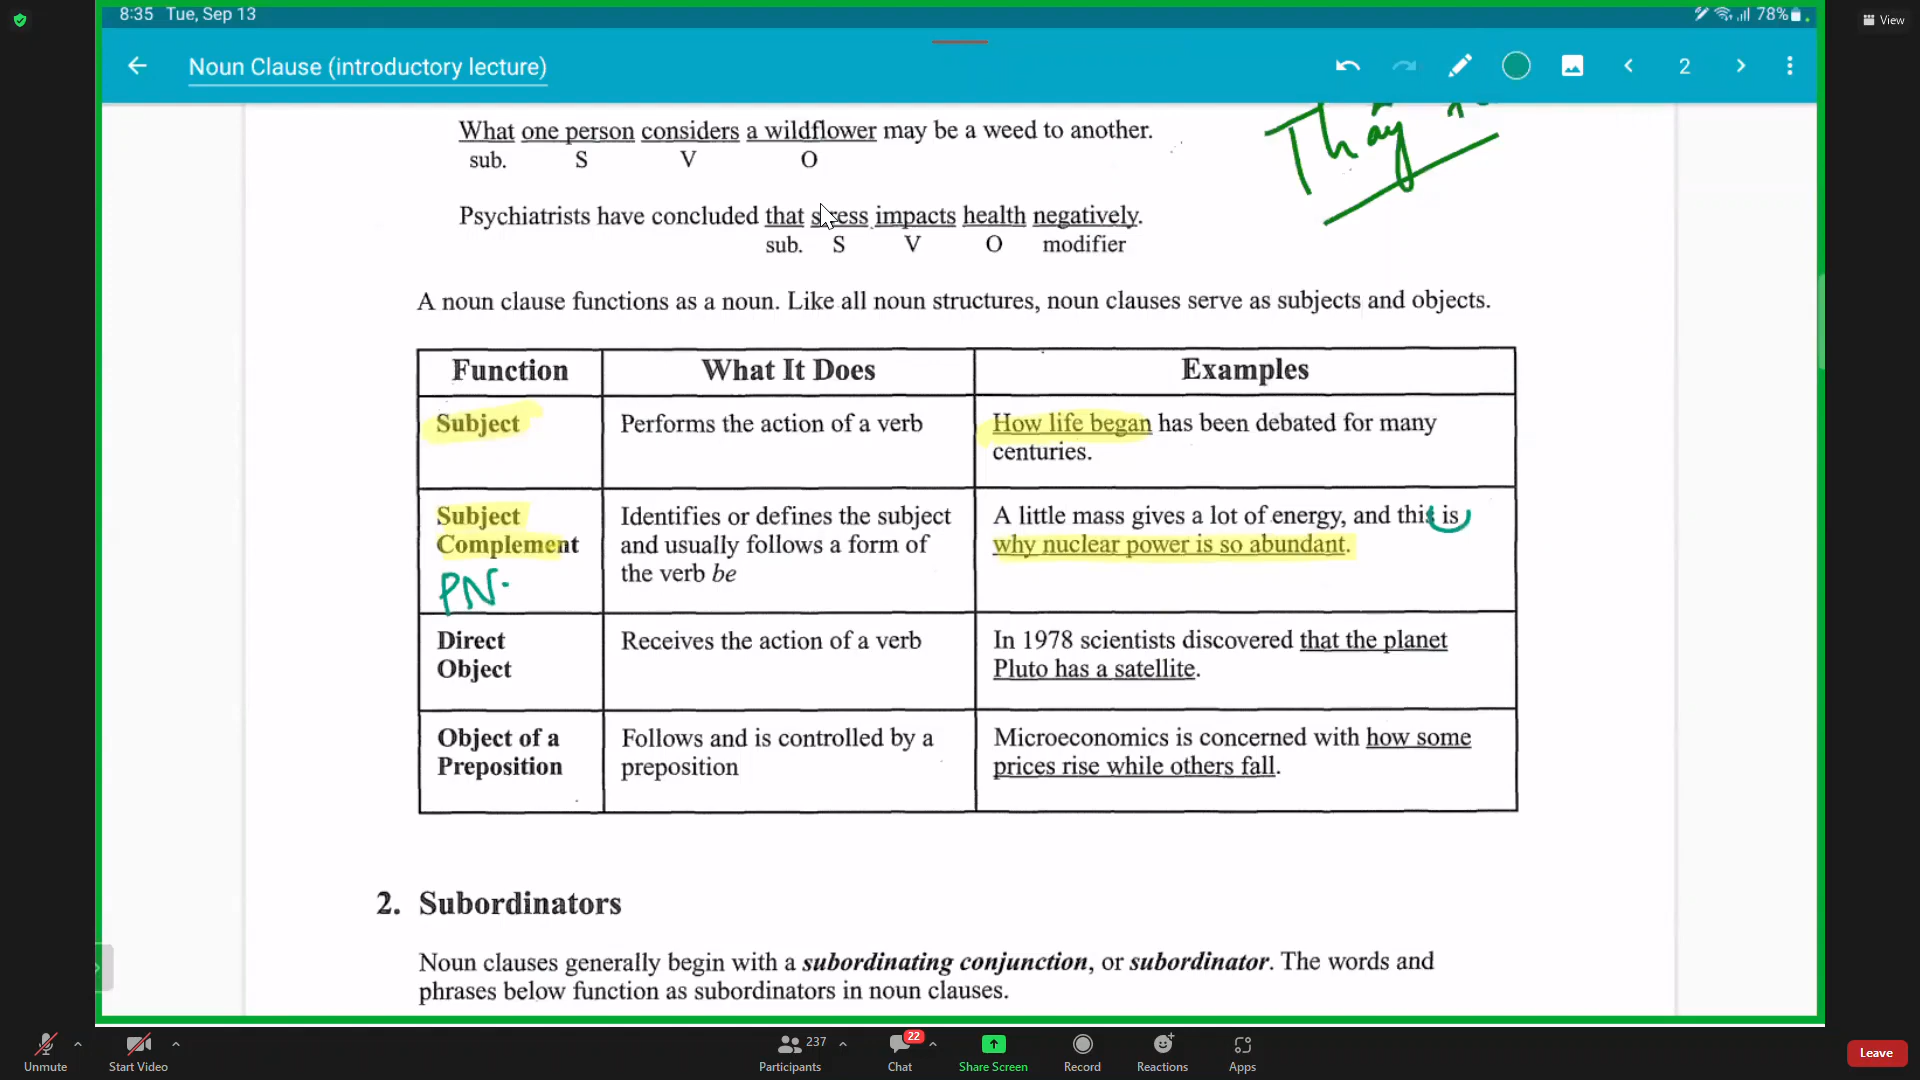 8:35 Tue, Sep 13
78%
View
Noun Clause (introductory lecture)
2
What one person considers a wildflower may be a weed to another.
sub. S V O
Thay
Psychiatrists have concluded that stress impacts health negatively.
sub. S V O modifier
A noun clause functions as a noun. Like all noun structures, noun clauses serve as subjects and objects.
Function What It Does Examples
Subject
Performs the action of a verb
How life began has been debated for many
centuries.
Subject
Complement
PN.
Identifies or defines the subject
and usually follows a form of
the verb be
A little mass gives a lot of energy, and this is
why nuclear power is so abundant.
Direct
Object
Receives the action of a verb
In 1978 scientists discovered that the planet
Pluto has a satellite.
Object of a
Preposition
Follows and is controlled by a
preposition
Microeconomics is concerned with how some
prices rise while others fall.
2. Subordinators
Noun clauses generally begin with a subordinating conjunction, or subordinator. The words and
phrases below function as subordinators in noun clauses.
Unmute
Start Video
237
Participants
22
Chat
Share Screen
Record
Reactions
Apps
Leave